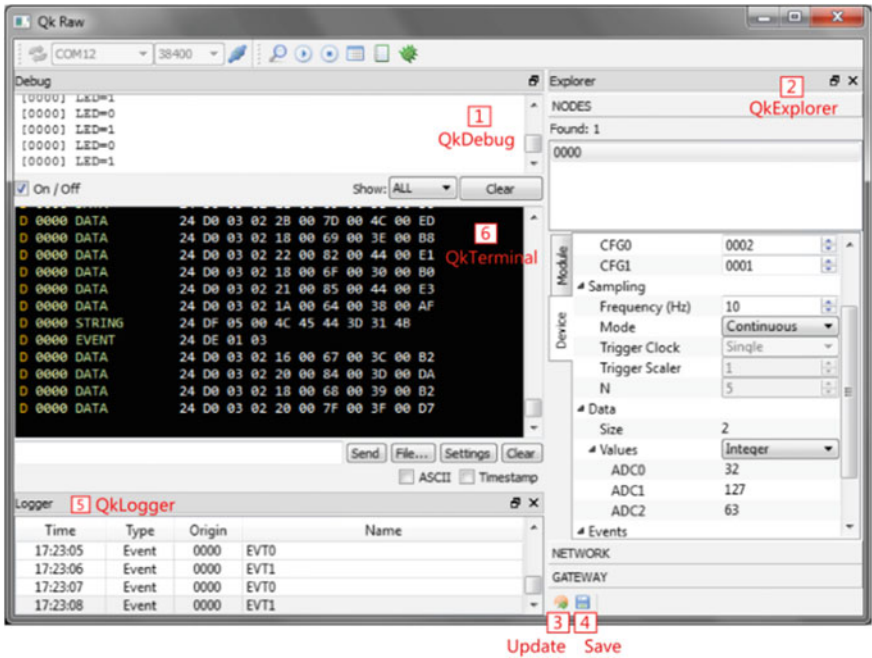 Qk Raw
COM12 38400
Debug
[0000] LED=1
[0000] LED=0
[0000] LED=1
[0000] LED=0
[0000] LED=1
1
QkDebug
On / Off Show: ALL Clear
D 0000 DATA 24 D0 03 02 2B 00 7D 00 4C 00 ED
D 0000 DATA 24 D0 03 02 18 00 69 00 3E 00 B8
D 0000 DATA 24 D0 03 02 22 00 82 00 44 00 E1
D 0000 DATA 24 D0 03 02 18 00 6F 00 30 00 B0
D 0000 DATA 24 D0 03 02 21 00 85 00 44 00 E3
D 0000 DATA 24 D0 03 02 1A 00 64 00 38 00 AF
D 0000 STRING 24 DF 05 00 4C 45 44 3D 31 4B
D 0000 EVENT 24 DE 01 03
D 0000 DATA 24 D0 03 02 16 00 67 00 3C 00 B2
D 0000 DATA 24 D0 03 02 20 00 84 00 3D 00 DA
D 0000 DATA 24 D0 03 02 18 00 68 00 39 00 B2
D 0000 DATA 24 D0 03 02 20 00 7F 00 3F 00 D7
6
QkTerminal
Send File... Settings Clear
ASCII Timestamp
Logger 5 QkLogger
Time Type Origin Name
17:23:05 Event 0000 EVT0
17:23:06 Event 0000 EVT1
17:23:07 Event 0000 EVT0
17:23:08 Event 0000 EVT1
Explorer
2
QkExplorer
NODES
Found: 1
0000
Module
Device
CFG0 0002
CFG1 0001
Sampling
Frequency (Hz) 10
Mode Continuous
Trigger Clock Single
Trigger Scaler 1
N 5
Data
Size 2
Values Integer
ADC0 32
ADC1 127
ADC2 63
Events
NETWORK
GATEWAY
3 4
Update Save